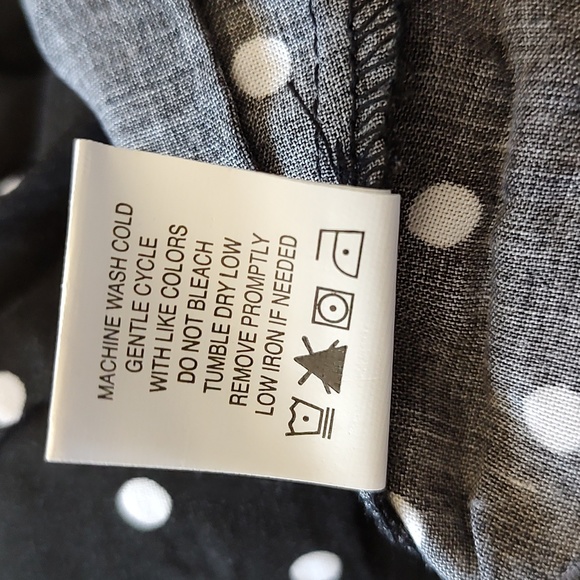 MACHINE WASH COLD
GENTLE CYCLE
WITH LIKE COLORS
DO NOT BLEACH
TUMBLE DRY LOW
REMOVE PROMPTLY
LOW IRON IF NEEDED